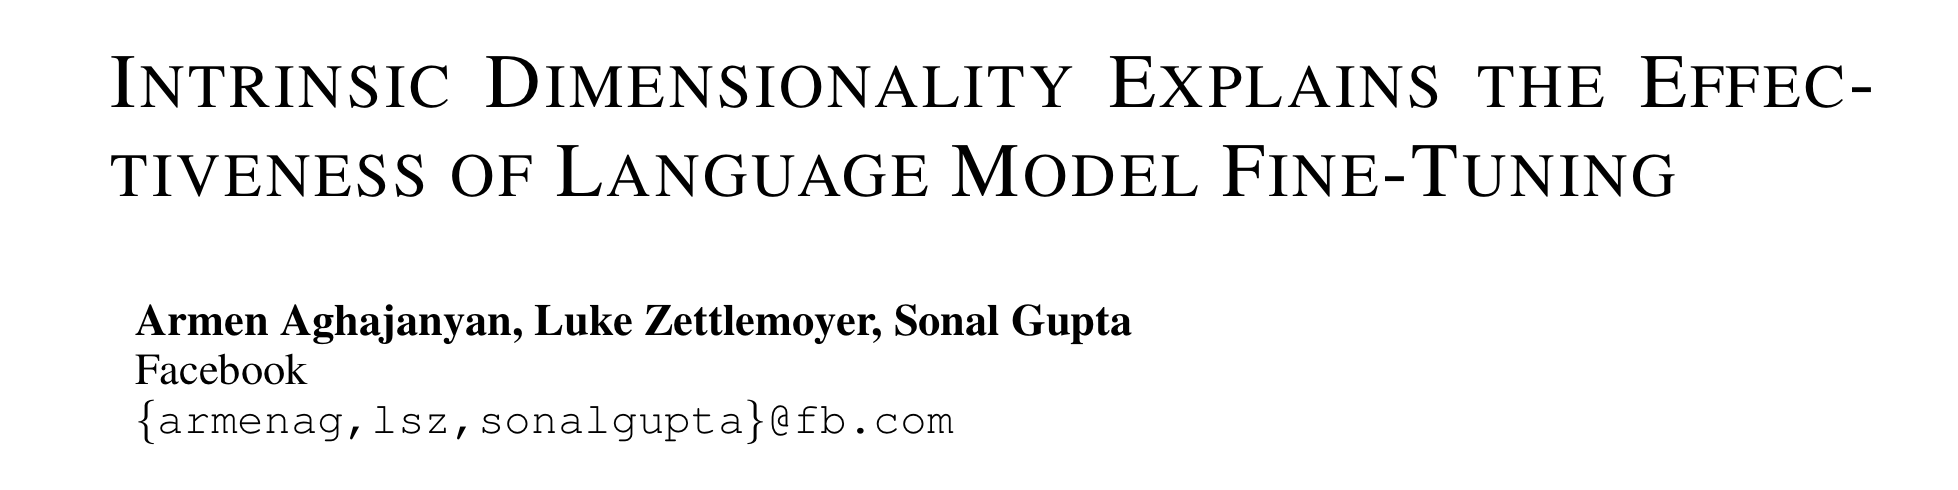 INTRINSIC DIMENSIONALITY EXPLAINS THE EFFEC-
TIVENESS OF LANGUAGE MODEL FINE-TUNING
Armen Aghajanyan, Luke Zettlemoyer, Sonal Gupta
Facebook
{armenag,lsz,sonalgupta}@fb.com